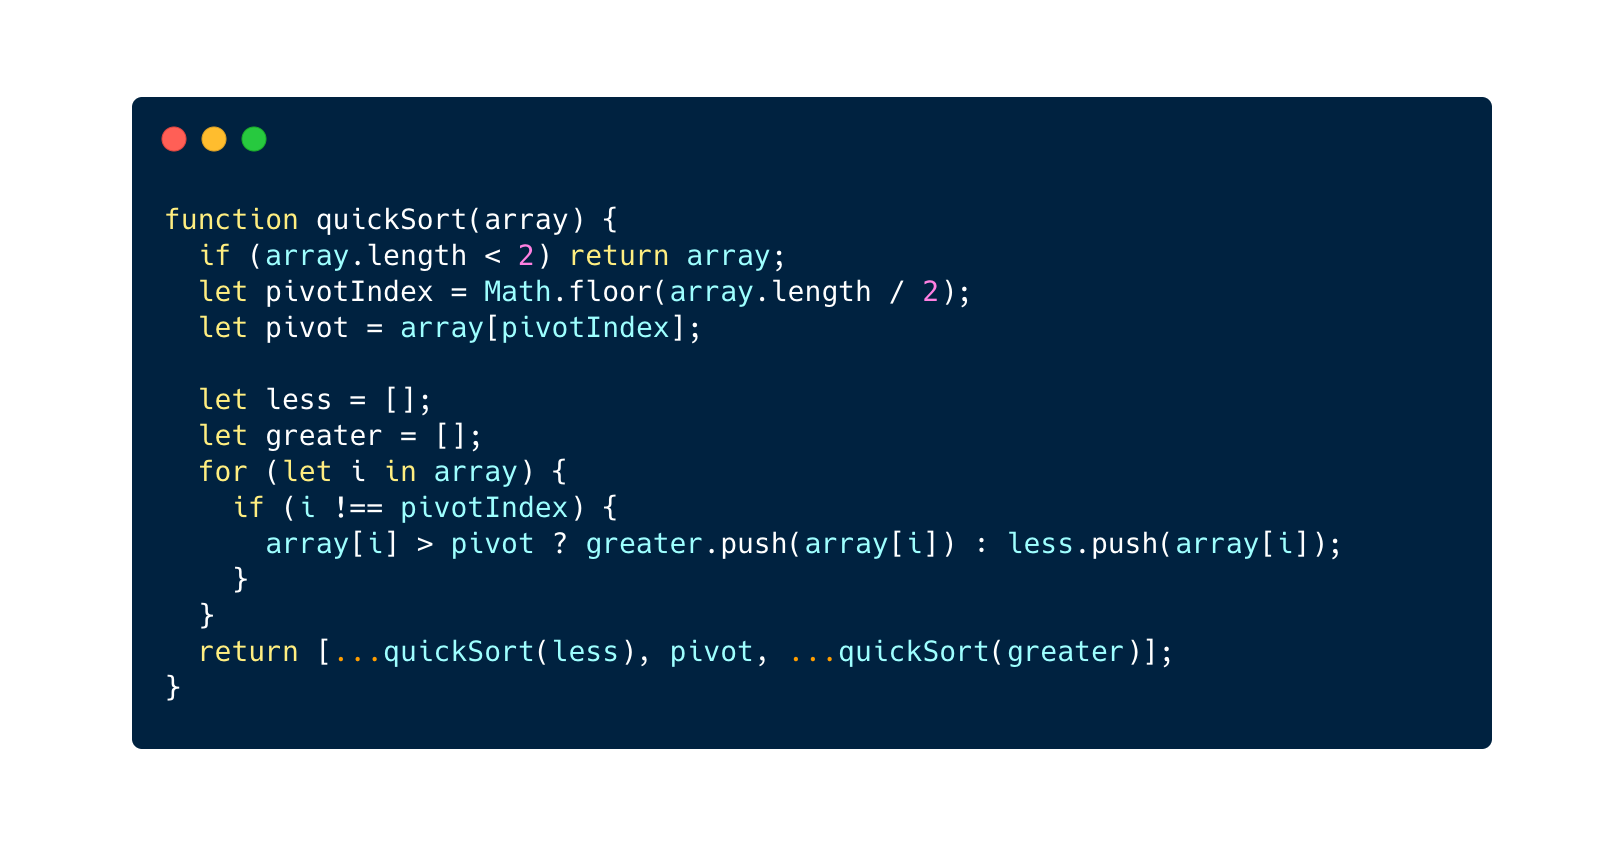 function quickSort(array) {
  if (array.length < 2) return array;
  let pivotIndex = Math.floor(array.length / 2);
  let pivot = array[pivotIndex];

  let less = [];
  let greater = [];
  for (let i in array) {
    if (i !== pivotIndex) {
      array[i] > pivot ? greater.push(array[i]) : less.push(array[i]);
    }
  }
  return [...quickSort(less), pivot, ...quickSort(greater)];
}